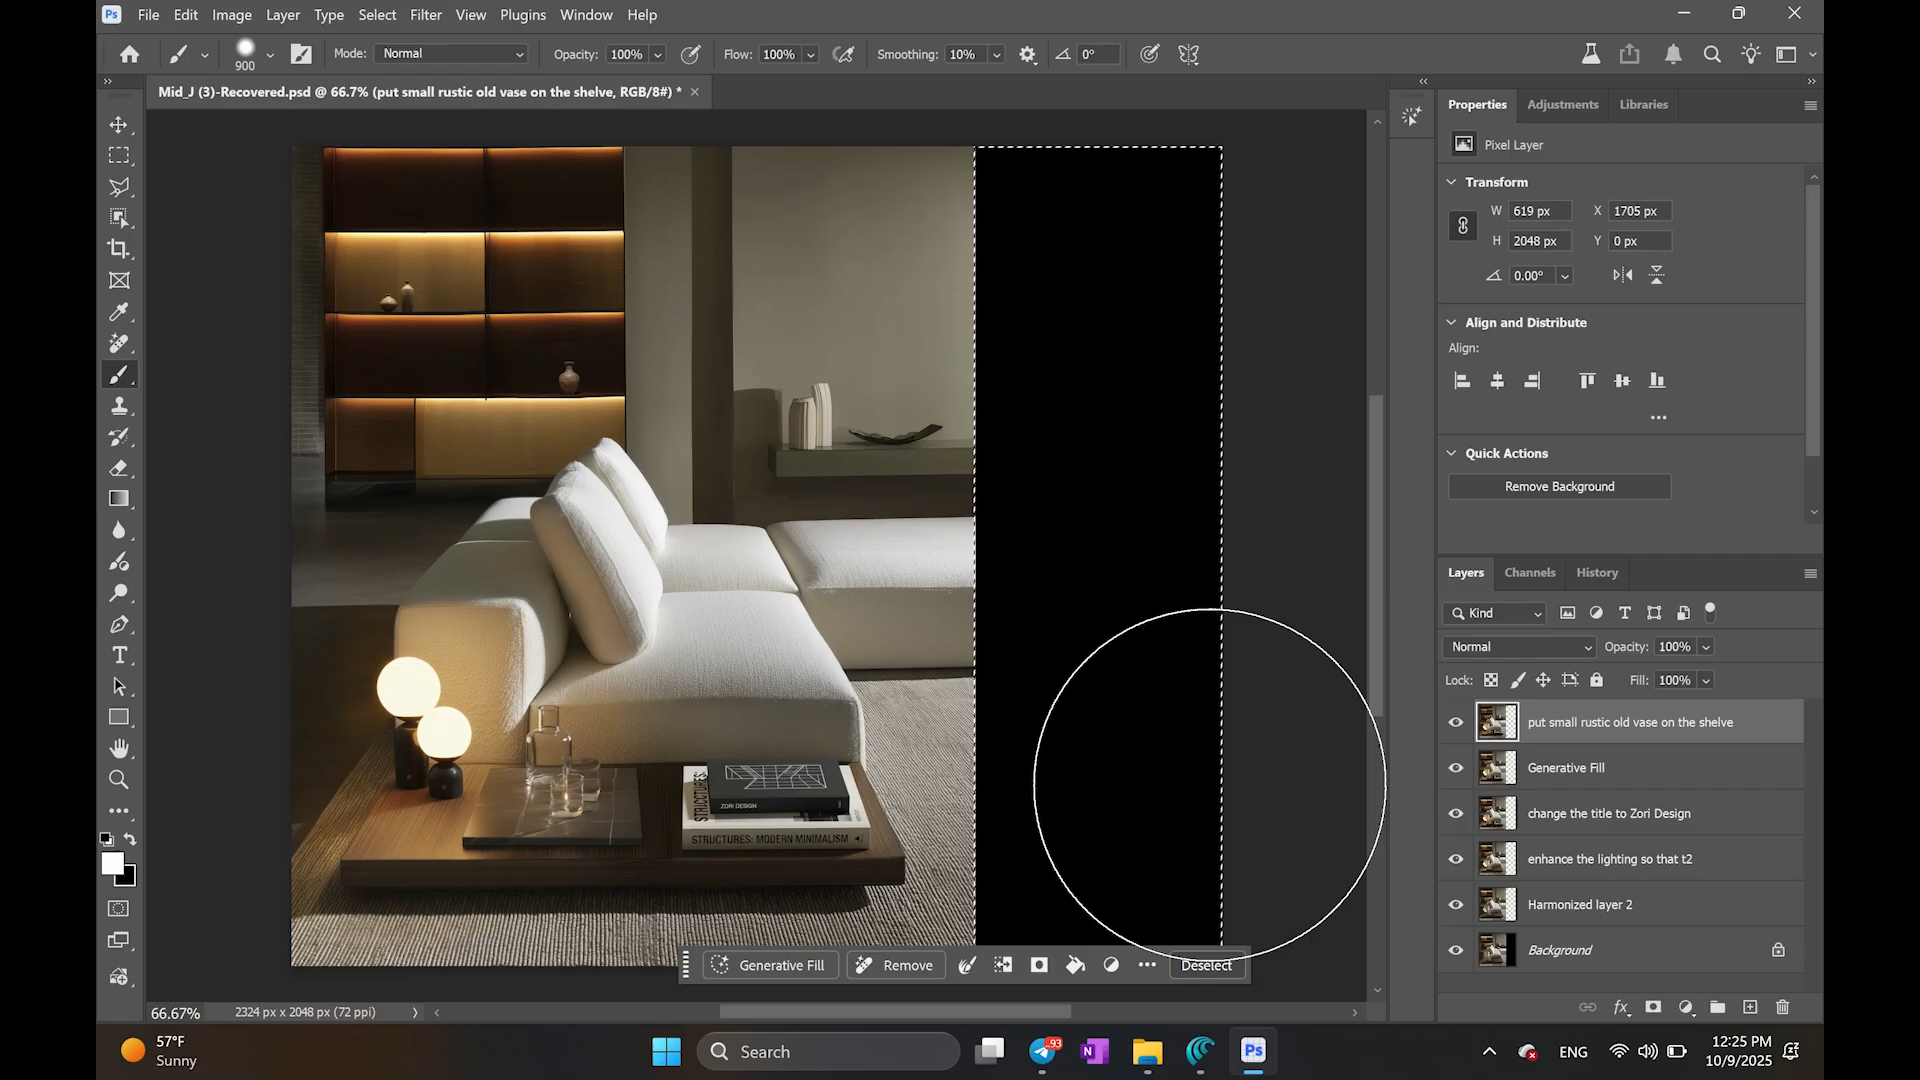 Ps File Edit Image Layer Type Select Filter View Plugins Window Help
900 Mode: Normal Opacity: 100% Flow: 100% Smoothing: 10% 0°
Mid_J (3)-Recovered.psd @ 66.7% (put small rustic old vase on the shelve, RGB/8#) *
Properties Adjustments Libraries
Pixel Layer
Transform
W 619 px X 1705 px
H 2048 px Y 0 px
0.00°
Align and Distribute
Align:
Quick Actions
Remove Background
Layers Channels History
Kind
Normal Opacity: 100%
Lock: Fill: 100%
put small rustic old vase on the shelve
Generative Fill
change the title to Zori Design
enhance the lighting so that t2
Harmonized layer 2
Background
ZORI DESIGN
STRUCTURES: MODERN MINIMALISM
Generative Fill Remove Deselect
66.67% 2324 px x 2048 px (72 ppi)
57°F
Sunny
Search
93
Ps
ENG
12:25 PM
10/9/2025